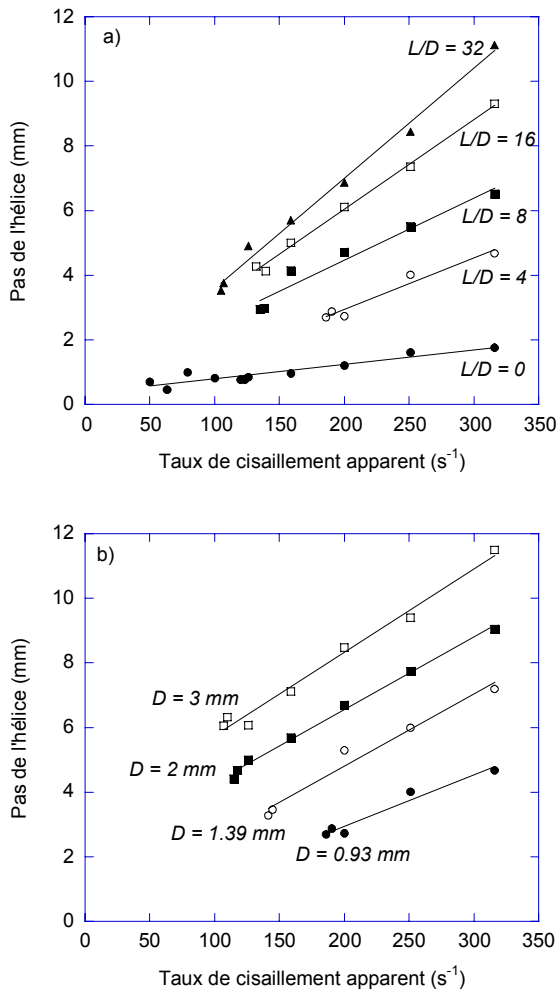 a)
L/D = 32
L/D = 16
L/D = 8
L/D = 4
L/D = 0
12
10
8
6
4
2
0
Pas de l'hélice (mm)
0 50 100 150 200 250 300 350
Taux de cisaillement apparent (s⁻¹)
b)
D = 3 mm
D = 2 mm
D = 1.39 mm
D = 0.93 mm
12
10
8
6
4
2
0
Pas de l'hélice (mm)
0 50 100 150 200 250 300 350
Taux de cisaillement apparent (s⁻¹)